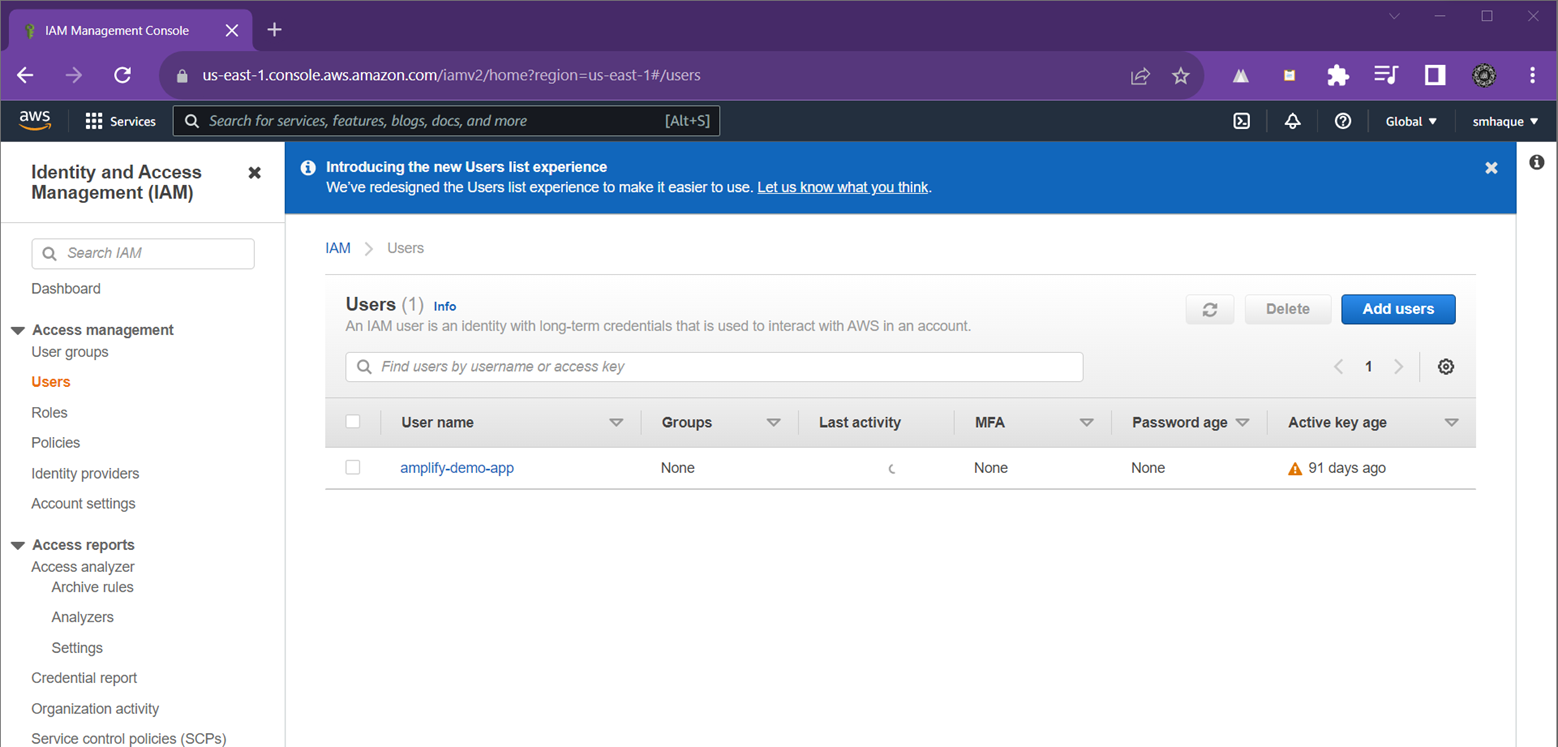 IAM Management Console
us-east-1.console.aws.amazon.com/iamv2/home?region=us-east-1#/users
aws
Services
Search for services, features, blogs, docs, and more [Alt+S]
Global
smhaque
Identity and Access
Management (IAM)
Search IAM
Dashboard
Access management
User groups
Users
Roles
Policies
Identity providers
Account settings
Access reports
Access analyzer
Archive rules
Analyzers
Settings
Credential report
Organization activity
Service control policies (SCPs)
Introducing the new Users list experience
We've redesigned the Users list experience to make it easier to use. Let us know what you think.
IAM Users
Users (1) Info
An IAM user is an identity with long-term credentials that is used to interact with AWS in an account.
Delete
Add users
Find users by username or access key
1
User name Groups Last activity MFA Password age Active key age
amplify-demo-app None None None 91 days ago